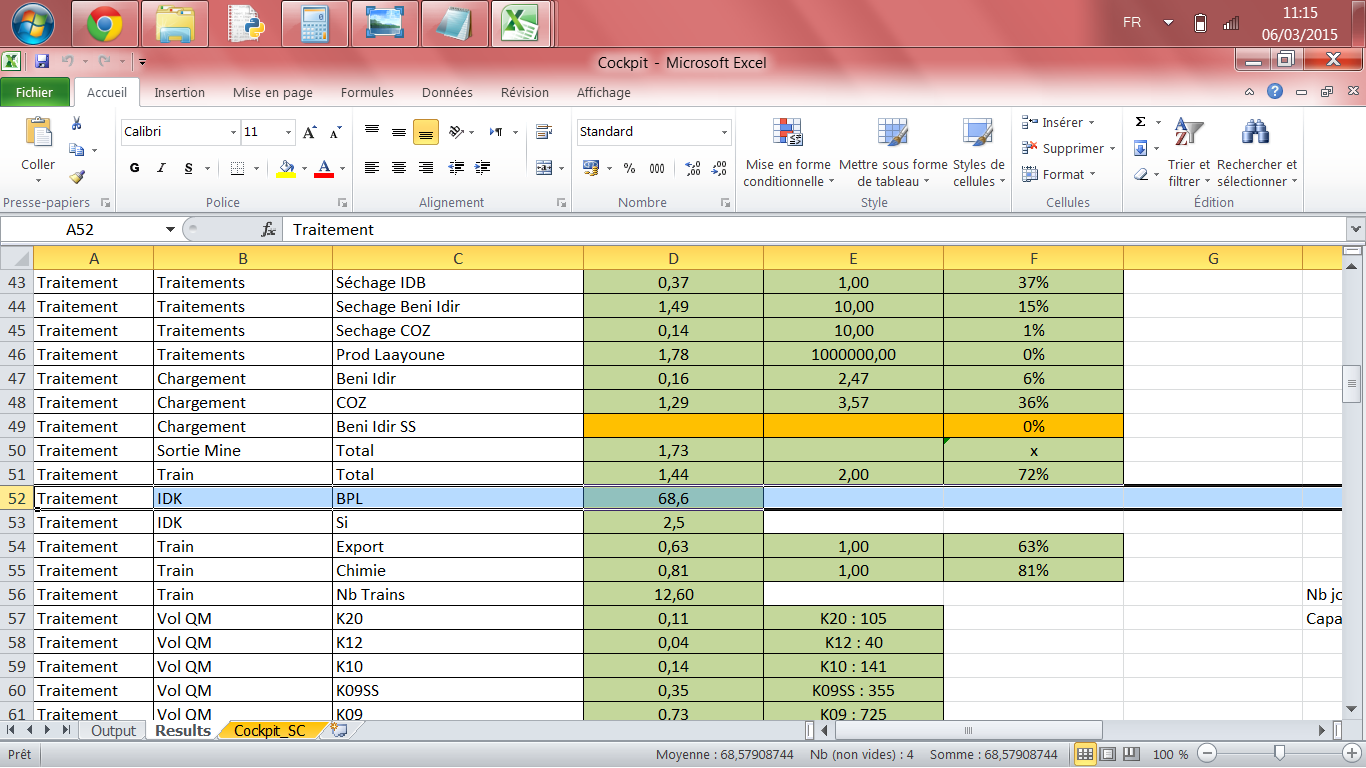 FR 11:15
06/03/2015
Cockpit - Microsoft Excel
Fichier Accueil Insertion Mise en page Formules Données Révision Affichage
Coller
Calibri 11
Standard
G I S
% 000
Mise en forme conditionnelle
Mettre sous forme de tableau
Styles de cellules
Insérer
Supprimer
Format
Trier et filtrer
Rechercher et sélectionner
Presse-papiers Police Alignement Nombre Style Cellules Édition
A52 fx Traitement
A B C D E F G
43 Traitement Traitements Séchage IDB 0,37 1,00 37%
44 Traitement Traitements Sechage Beni Idir 1,49 10,00 15%
45 Traitement Traitements Sechage COZ 0,14 10,00 1%
46 Traitement Traitements Prod Laayoune 1,78 1000000,00 0%
47 Traitement Chargement Beni Idir 0,16 2,47 6%
48 Traitement Chargement COZ 1,29 3,57 36%
49 Traitement Chargement Beni Idir SS 0%
50 Traitement Sortie Mine Total 1,73 x
51 Traitement Train Total 1,44 2,00 72%
52 Traitement IDK BPL 68,6
53 Traitement IDK Si 2,5
54 Traitement Train Export 0,63 1,00 63%
55 Traitement Train Chimie 0,81 1,00 81%
56 Traitement Train Nb Trains 12,60 Nb jc
57 Traitement Vol QM K20 0,11 K20 : 105 Capa
58 Traitement Vol QM K12 0,04 K12 : 40
59 Traitement Vol QM K10 0,14 K10 : 141
60 Traitement Vol QM K09SS 0,35 K09SS : 355
61 Traitement Vol QM K09 0,73 K09 : 725
Output Results Cockpit_SC
Prêt Moyenne : 68,57908744 Nb (non vides) : 4 Somme : 68,57908744 100 %